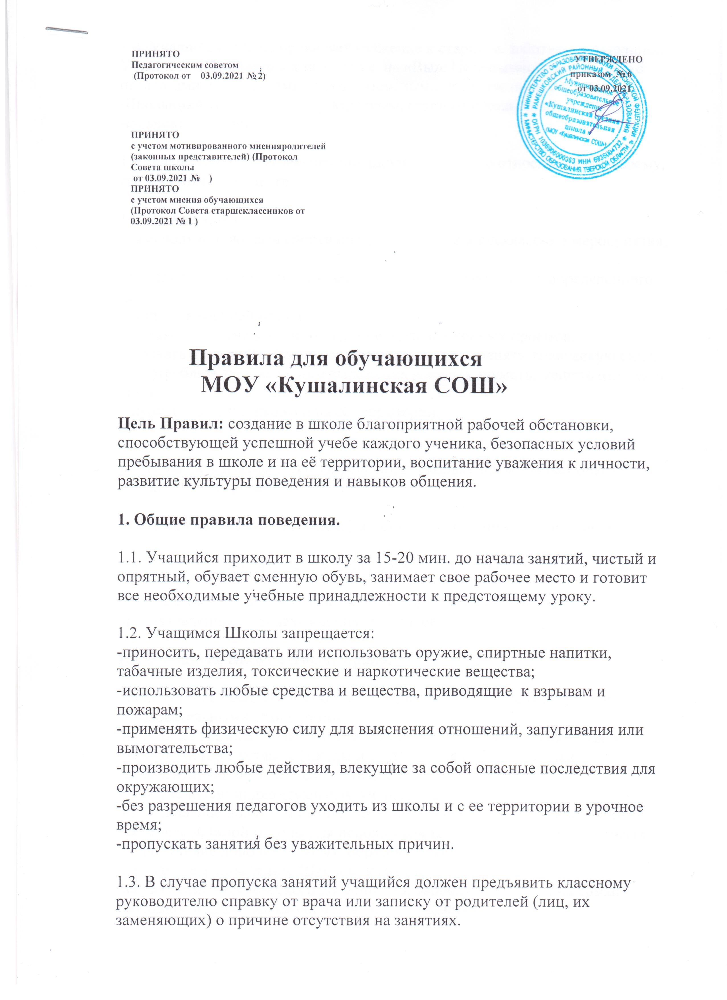 ПРИНЯТО
Педагогическим советом
(Протокол от 03.09.2021 № 2)
УТВЕРЖДЕНО
приказом № 6
от 03.09.2021
МИНИСТЕРСТВО ОБРАЗОВАНИЯ И НАУКИ РОССИЙСКОЙ ФЕДЕРАЦИИ * МИНИСТЕРСТВО ОБРАЗОВАНИЯ ТВЕРСКОЙ ОБЛАСТИ *
РАМЕШКОВСКИЙ РАЙОННЫЙ ОТДЕЛ ОБРАЗОВАНИЯ * ИНН 6936004732 * ОГРН 1036906000363
Муниципальное
общеобразовательное
учреждение
«Кушалинская средняя
общеобразовательная
школа»
(МОУ «Кушалинская СОШ»)
ПРИНЯТО
с учетом мотивированного мненияродителей
(законных представителей) (Протокол
Совета школы
от 03.09.2021 № )
ПРИНЯТО
с учетом мнения обучающихся
(Протокол Совета старшеклассников от
03.09.2021 № 1 )
Правила для обучающихся
МОУ «Кушалинская СОШ»
Цель Правил: создание в школе благоприятной рабочей обстановки,
способствующей успешной учебе каждого ученика, безопасных условий
пребывания в школе и на её территории, воспитание уважения к личности,
развитие культуры поведения и навыков общения.
1. Общие правила поведения.
1.1. Учащийся приходит в школу за 15-20 мин. до начала занятий, чистый и
опрятный, обувает сменную обувь, занимает свое рабочее место и готовит
все необходимые учебные принадлежности к предстоящему уроку.
1.2. Учащимся Школы запрещается:
-приносить, передавать или использовать оружие, спиртные напитки,
табачные изделия, токсические и наркотические вещества;
-использовать любые средства и вещества, приводящие к взрывам и
пожарам;
-применять физическую силу для выяснения отношений, запугивания или
вымогательства;
-производить любые действия, влекущие за собой опасные последствия для
окружающих;
-без разрешения педагогов уходить из школы и с ее территории в урочное
время;
-пропускать занятия без уважительных причин.
1.3. В случае пропуска занятий учащийся должен предъявить классному
руководителю справку от врача или записку от родителей (лиц, их
заменяющих) о причине отсутствия на занятиях.